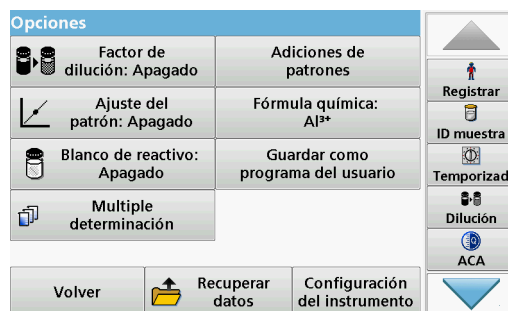 Opciones
Factor de
dilución: Apagado
Adiciones de
patrones
Ajuste del
patrón: Apagado
Fórmula química:
Al³⁺
Blanco de reactivo:
Apagado
Guardar como
programa del usuario
Multiple
determinación
Volver
Recuperar
datos
Configuración
del instrumento
Registrar
ID muestra
Temporizad
Dilución
ACA